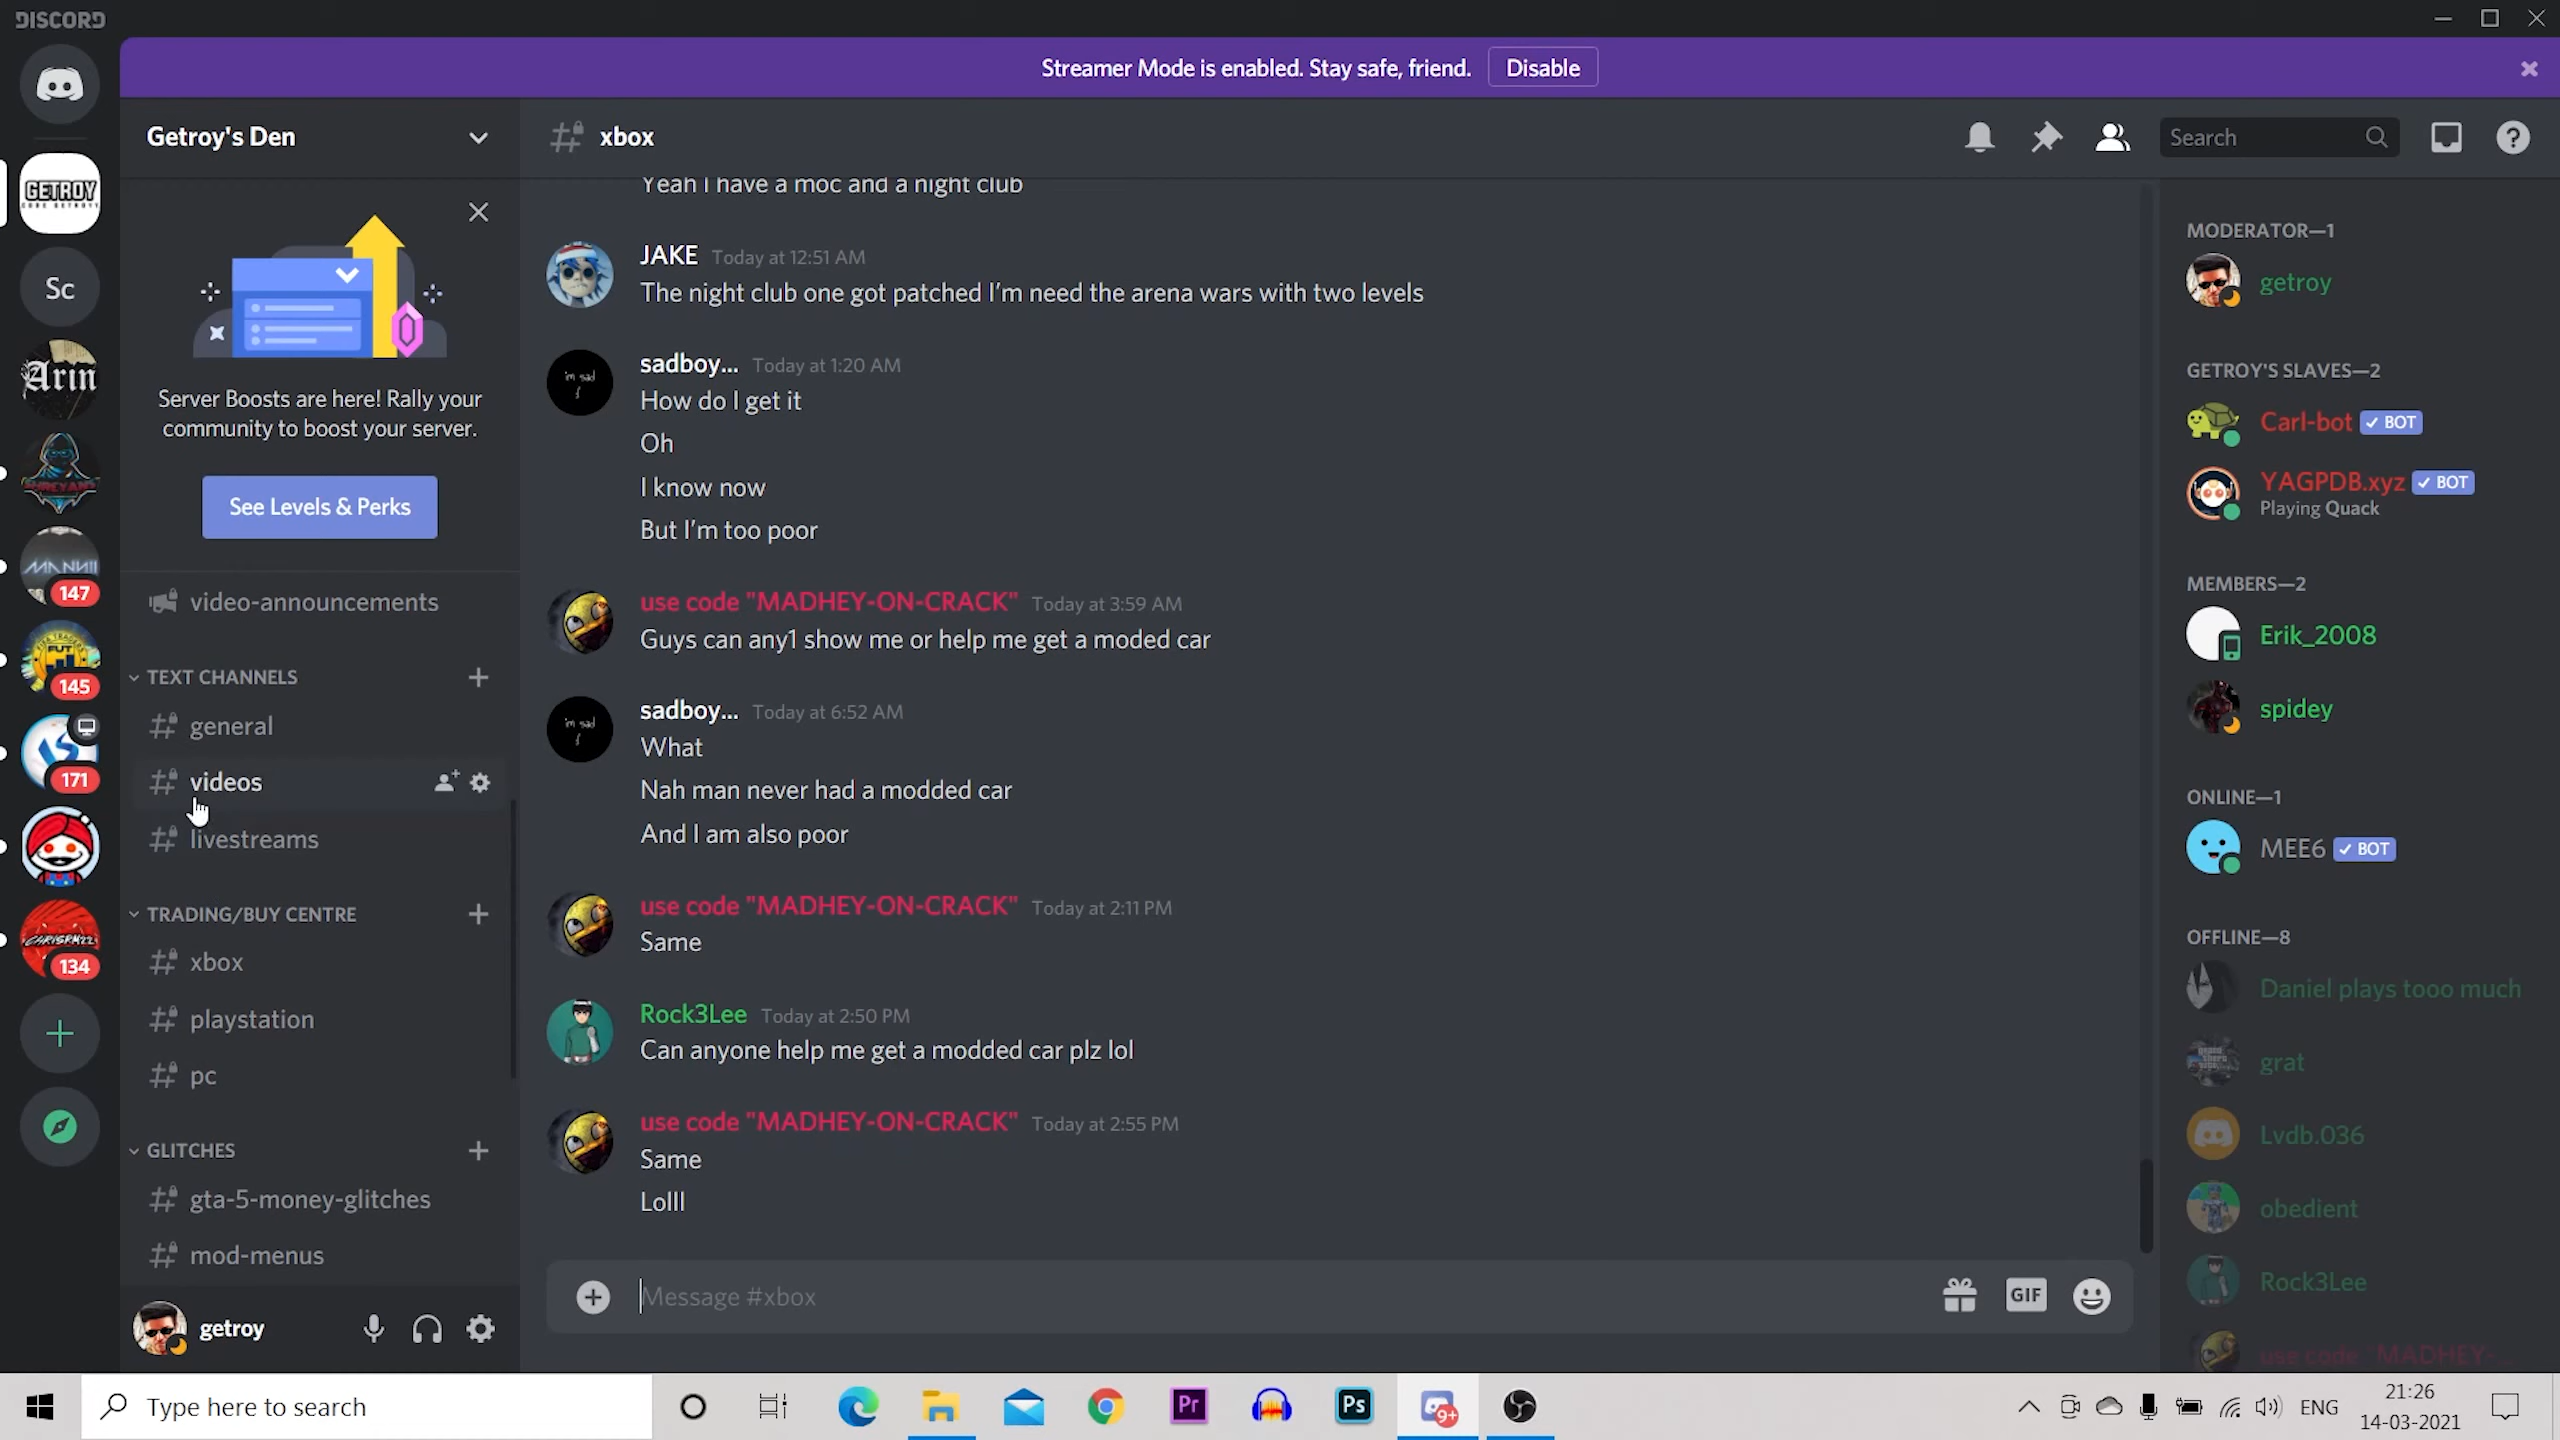 DISCORD
Streamer Mode is enabled. Stay safe, friend.
Disable
Getroy's Den
xbox
Search
GETROY
Sc
Arin
MANNII
147
145
171
134
Server Boosts are here! Rally your
community to boost your server.
See Levels & Perks
video-announcements
TEXT CHANNELS
general
videos
livestreams
TRADING/BUY CENTRE
xbox
playstation
pc
GLITCHES
gta-5-money-glitches
mod-menus
getroy
Yeah I have a moc and a night club
JAKE Today at 12:51 AM
The night club one got patched I'm need the arena wars with two levels
sadboy... Today at 1:20 AM
How do I get it
Oh
I know now
But I'm too poor
use code "MADHEY-ON-CRACK" Today at 3:59 AM
Guys can any1 show me or help me get a moded car
sadboy... Today at 6:52 AM
What
Nah man never had a modded car
And I am also poor
use code "MADHEY-ON-CRACK" Today at 2:11 PM
Same
Rock3Lee Today at 2:50 PM
Can anyone help me get a modded car plz lol
use code "MADHEY-ON-CRACK" Today at 2:55 PM
Same
Lolll
Message #xbox
GIF
MODERATOR—1
getroy
GETROY'S SLAVES—2
Carl-bot BOT
YAGPDB.xyz BOT
Playing Quack
MEMBERS—2
Erik_2008
spidey
ONLINE—1
MEE6 BOT
OFFLINE—8
Daniel plays tooo much
grat
Lvdb.036
obedient
Rock3Lee
use code "MADHEY-...
Type here to search
Pr
Ps
9+
ENG
21:26
14-03-2021